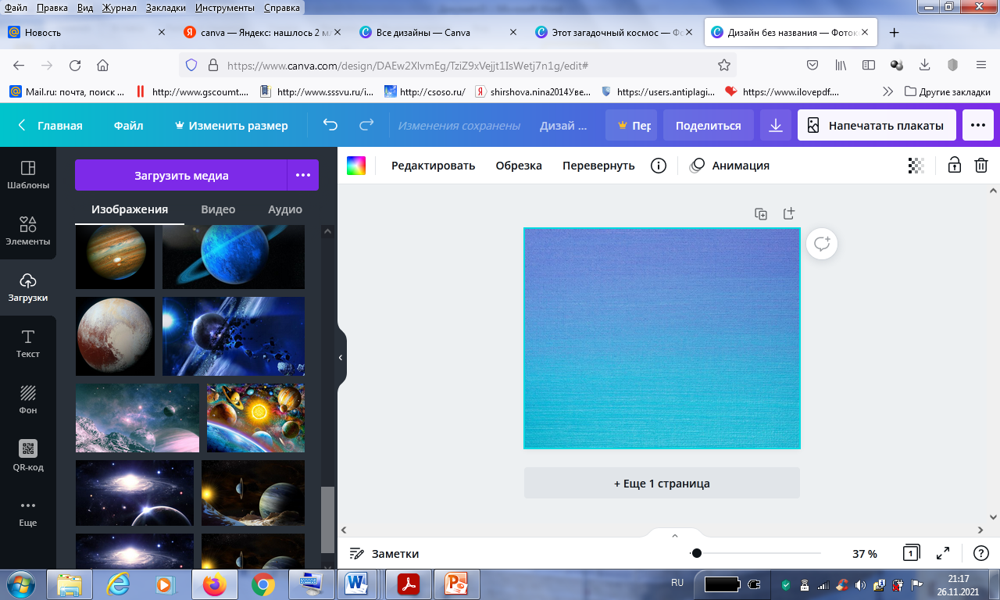 Файл Правка Вид Журнал Закладки Инструменты Справка
Новость
canva — Яндекс: нашлось 2 мл
Все дизайны — Canva
Этот загадочный космос — Фо
Дизайн без названия — Фоток
https://www.canva.com/design/DAEw2XlvmEg/TziZ9xVejjt1IsWetj7n1g/edit#
Mail.ru: почта, поиск ...
http://www.gscoumt....
http://www.sssvu.ru/i...
http://csoso.ru/
shirshova.nina2014Уве...
https://users.antiplagi...
https://www.ilovepdf....
Другие закладки
Главная
Файл
Изменить размер
Изменения сохранены
Дизай ...
Пер
Поделиться
Напечатать плакаты
Шаблоны
Элементы
Загрузки
Текст
Фон
QR-код
Еще
Загрузить медиа
Изображения
Видео
Аудио
Редактировать
Обрезка
Перевернуть
Анимация
+ Еще 1 страница
Заметки
37 %
1
RU
21:17
26.11.2021